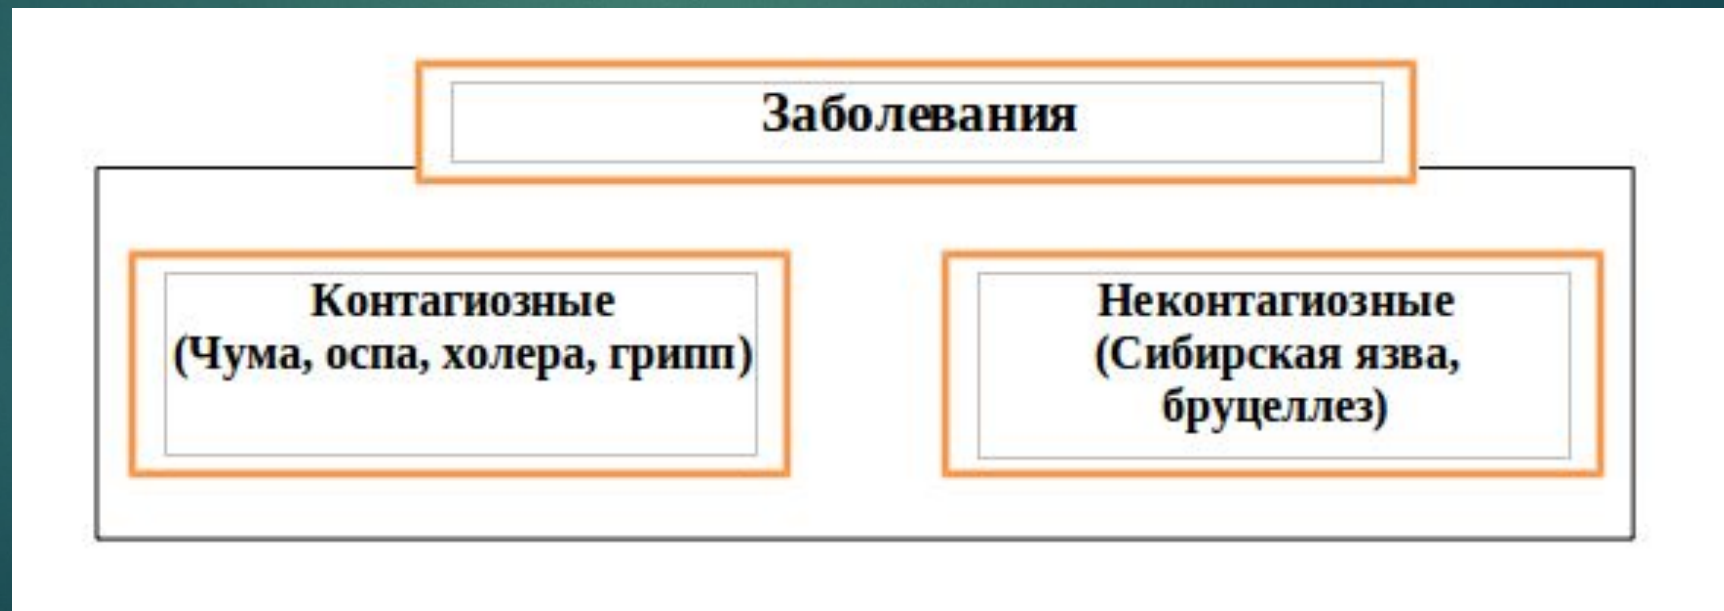 Заболевания
Контагиозные
(Чума, оспа, холера, грипп)
Неконтагиозные
(Сибирская язва,
бруцеллез)